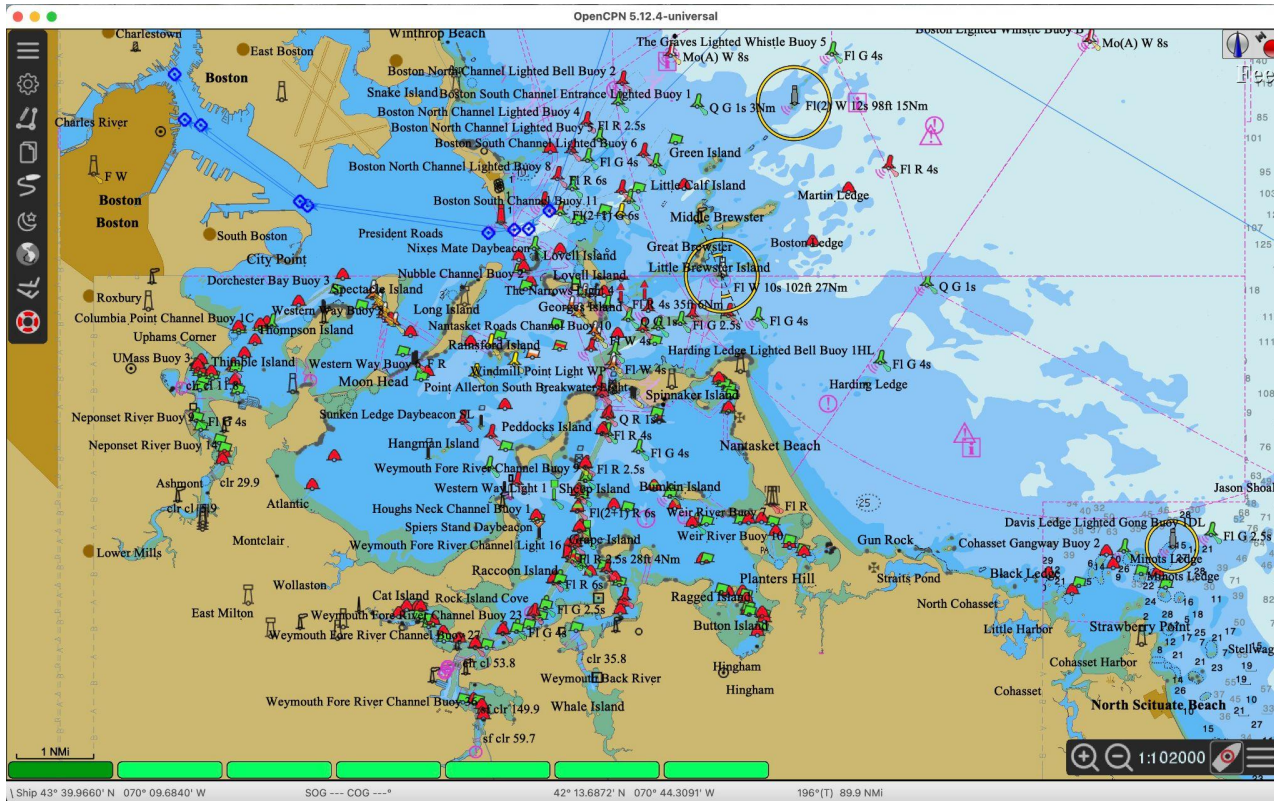 OpenCPN 5.12.4-universal
Charlestown
Winthrop Beach
East Boston
The Graves Lighted Whistle Buoy 5
Mo(A) W 8s
Fl G 4s
Mo(A) W 8s
Boston
Boston North Channel Lighted Bell Buoy 2
Snake Island
Boston South Channel Entrance Lighted Buoy 1
Q G 1s 3Nm
Fl(2) W 12s 98ft 15Nm
Boston North Channel Lighted Buoy 4
Charles River
Boston North Channel Lighted Buoy 5
Fl R 2.5s
Boston South Channel Lighted Buoy 6
Green Island
Fl G 4s
Boston North Channel Lighted Buoy 8
Fl R 4s
F W
Fl R 6s
Little Calf Island
Martin Ledge
Boston
Boston South Channel Buoy 11
Fl(2+1) G 6s
Middle Brewster
Boston
South Boston
President Roads
Nixes Mate Daybeacon
Great Brewster
Boston Ledge
City Point
Lovell Island
Little Brewster Island
Nubble Channel Buoy 2
Lovell Island
Fl W 10s 102ft 27Nm
Dorchester Bay Buoy 3
Spectacle Island
The Narrows Light 4
Q G 1s
Roxbury
Western Way Buoy
Long Island
Georges Island
Fl R 4s 35ft 6Nm
Columbia Point Channel Buoy 1C
Thompson Island
Nantasket Roads Channel Buoy 10
Fl G 2.5s
Fl G 4s
Uphams Corner
Rainsford Island
Fl W 4s
Harding Ledge Lighted Bell Buoy 1HL
UMass Buoy 3
Thimble Island
Western Way Buoy
Windmill Point Light WP
Fl W 4s
Fl G 4s
Moon Head
Point Allerton South Breakwater Light
Harding Ledge
Spinnaker Island
Neponset River Buoy 9
Fl G 4s
Sunken Ledge Daybeacon SL
Q R 1s
Peddocks Island
Fl R 4s
Neponset River Buoy 14
Hangman Island
Fl G 4s
Nantasket Beach
Weymouth Fore River Channel Buoy 9
Fl R 2.5s
Ashmont
clr 29.9
Western Way Light 1
Sheep Island
Bumkin Island
Jason Shoal
Atlantic
Houghs Neck Channel Buoy 1
Fl(2+1) R 6s
Weir River Buoy 7
Fl R
25
Davis Ledge Lighted Gong Buoy 1DL
Montclair
Spiers Stand Daybeacon
Weir River Buoy 10
Gun Rock
Cohasset Gangway Buoy 2
Fl G 2.5s
Lower Mills
Weymouth Fore River Channel Light 16
Grape Island
PA
Minots Ledge
Fl R 2.5s 28ft 4Nm
Straits Pond
Black Ledge
Minots Ledge
Wollaston
Raccoon Island
Fl R 6s
Planters Hill
East Milton
Cat Island
Rock Island Cove
Ragged Island
North Cohasset
Weymouth Fore River Channel Buoy 23
Fl G 2.5s
Button Island
Little Harbor
Strawberry Point
Weymouth Fore River Channel Buoy 27
Fl G 4s
clr cl 53.8
clr 35.8
Hingham
Cohasset Harbor
Weymouth Back River
Hingham
Cohasset
Weymouth Fore River Channel Buoy 36
Whale Island
North Scituate Beach
sf clr 149.9
sf clr 59.7
1 NMi
1:102000
Ship 43° 39.9660' N 070° 09.6840' W
SOG --- COG ---°
42° 13.6872' N 070° 44.3091' W
196°(T) 89.9 NMi